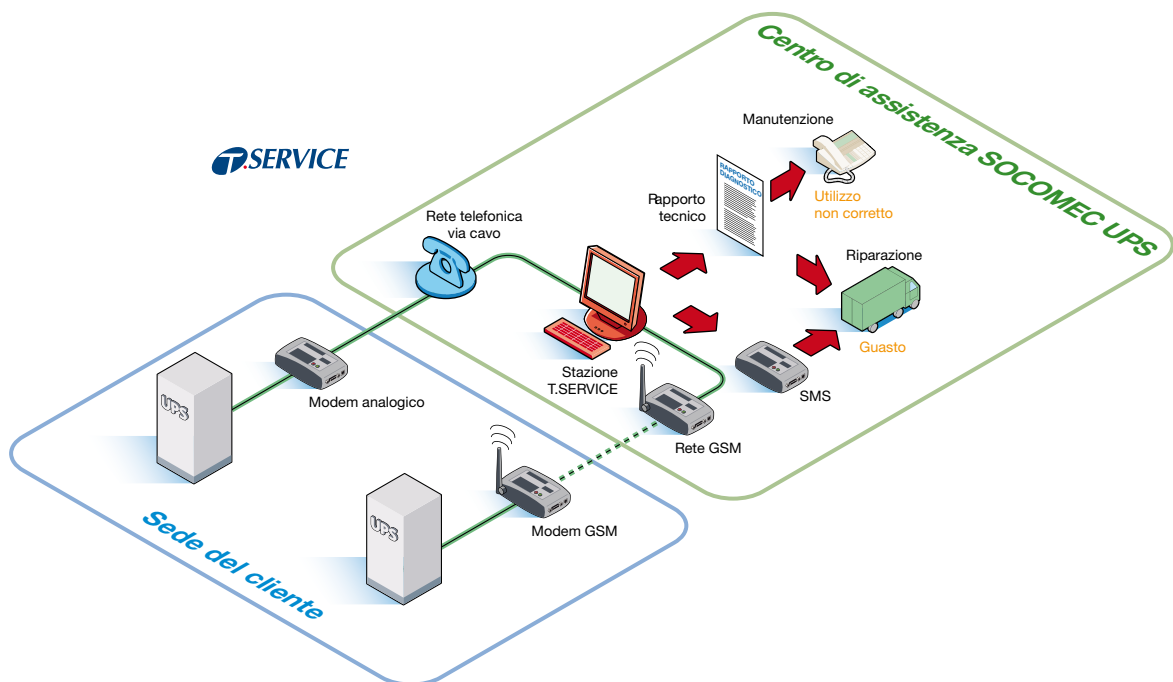 Centro di assistenza SOCOMEC UPS
Manutenzione
T.SERVICE
RAPPORTO
DIAGNOSTICO
Rapporto
tecnico
Utilizzo
non corretto
Rete telefonica
via cavo
Riparazione
Guasto
Stazione
T.SERVICE
SMS
Modem analogico
Rete GSM
UPS
Modem GSM
UPS
Sede del cliente